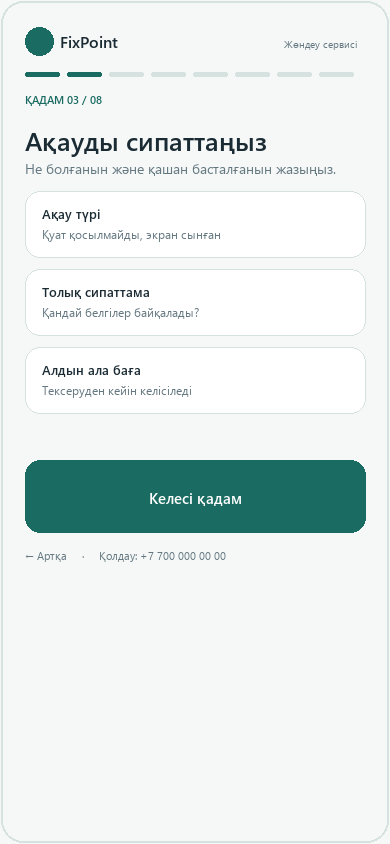 FixPoint
Жөндеу сервисі
ҚАДАМ 03 / 08
Ақауды сипаттаңыз
Не болғанын және қашан басталғанын жазыңыз.
Ақау түрі
Қуат қосылмайды, экран сынған
Толық сипаттама
Қандай белгілер байқалады?
Алдын ала баға
Тексеруден кейін келісіледі
Келесі қадам
← Артқа · Қолдау: +7 700 000 00 00